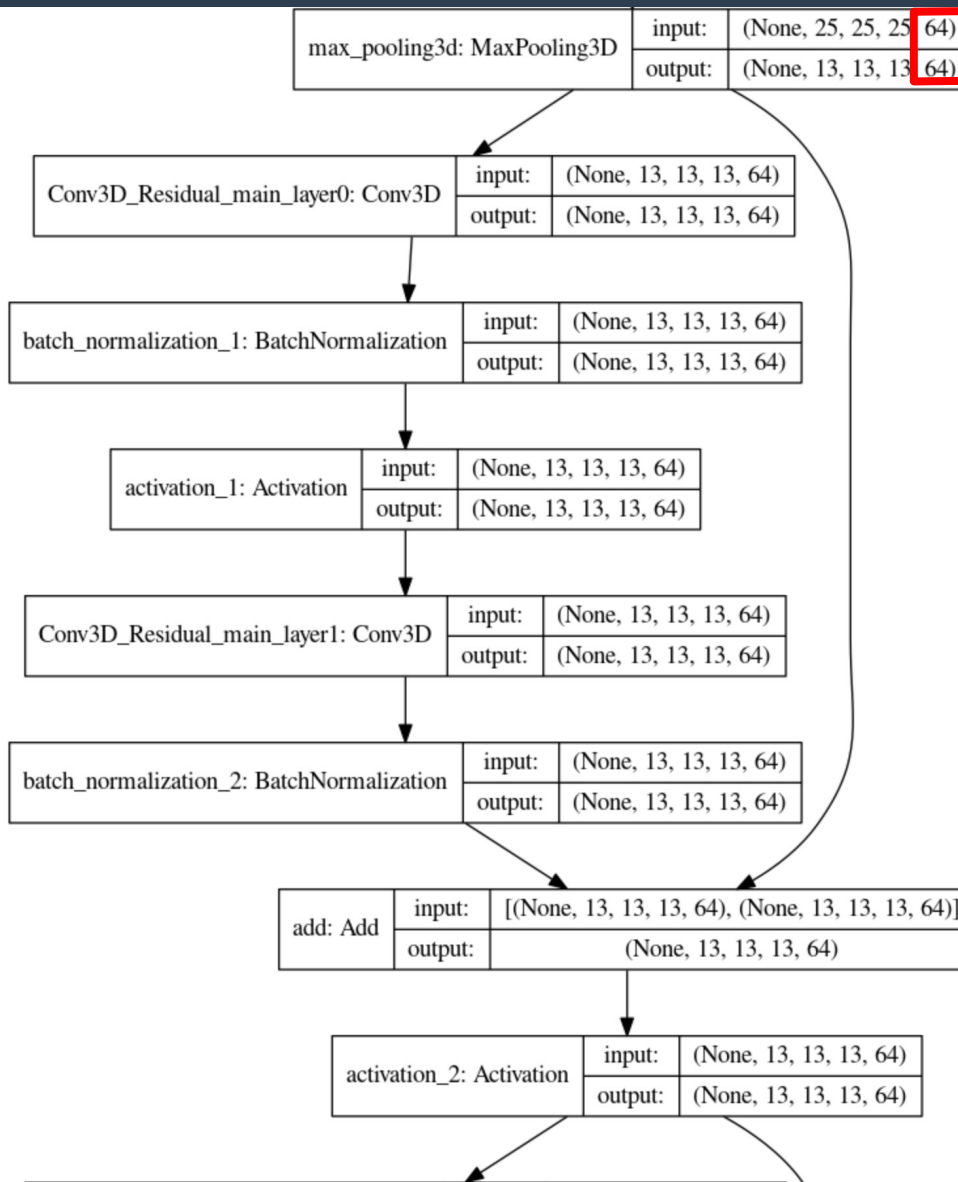 max_pooling3d: MaxPooling3D
input: (None, 25, 25, 25, 64)
output: (None, 13, 13, 13, 64)
Conv3D_Residual_main_layer0: Conv3D
input: (None, 13, 13, 13, 64)
output: (None, 13, 13, 13, 64)
batch_normalization_1: BatchNormalization
input: (None, 13, 13, 13, 64)
output: (None, 13, 13, 13, 64)
activation_1: Activation
input: (None, 13, 13, 13, 64)
output: (None, 13, 13, 13, 64)
Conv3D_Residual_main_layer1: Conv3D
input: (None, 13, 13, 13, 64)
output: (None, 13, 13, 13, 64)
batch_normalization_2: BatchNormalization
input: (None, 13, 13, 13, 64)
output: (None, 13, 13, 13, 64)
add: Add
input: [(None, 13, 13, 13, 64), (None, 13, 13, 13, 64)]
output: (None, 13, 13, 13, 64)
activation_2: Activation
input: (None, 13, 13, 13, 64)
output: (None, 13, 13, 13, 64)